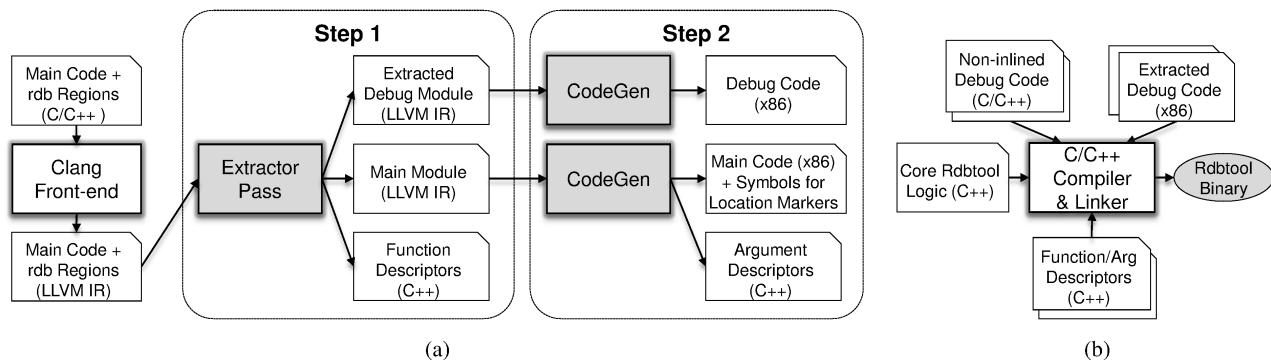 Step 1
Step 2
Main Code +
rdb Regions
(C/C++ )
Clang
Front-end
Main Code +
rdb Regions
(LLVM IR)
Extractor
Pass
Extracted
Debug Module
(LLVM IR)
Main Module
(LLVM IR)
Function
Descriptors
(C++)
CodeGen
CodeGen
Debug Code
(x86)
Main Code (x86)
+ Symbols for
Location Markers
Argument
Descriptors
(C++)
(a)
Non-inlined
Debug Code
(C/C++)
Extracted
Debug Code
(x86)
Core Rdbtool
Logic (C++)
C/C++
Compiler
& Linker
Rdbtool
Binary
Function/Arg
Descriptors
(C++)
(b)